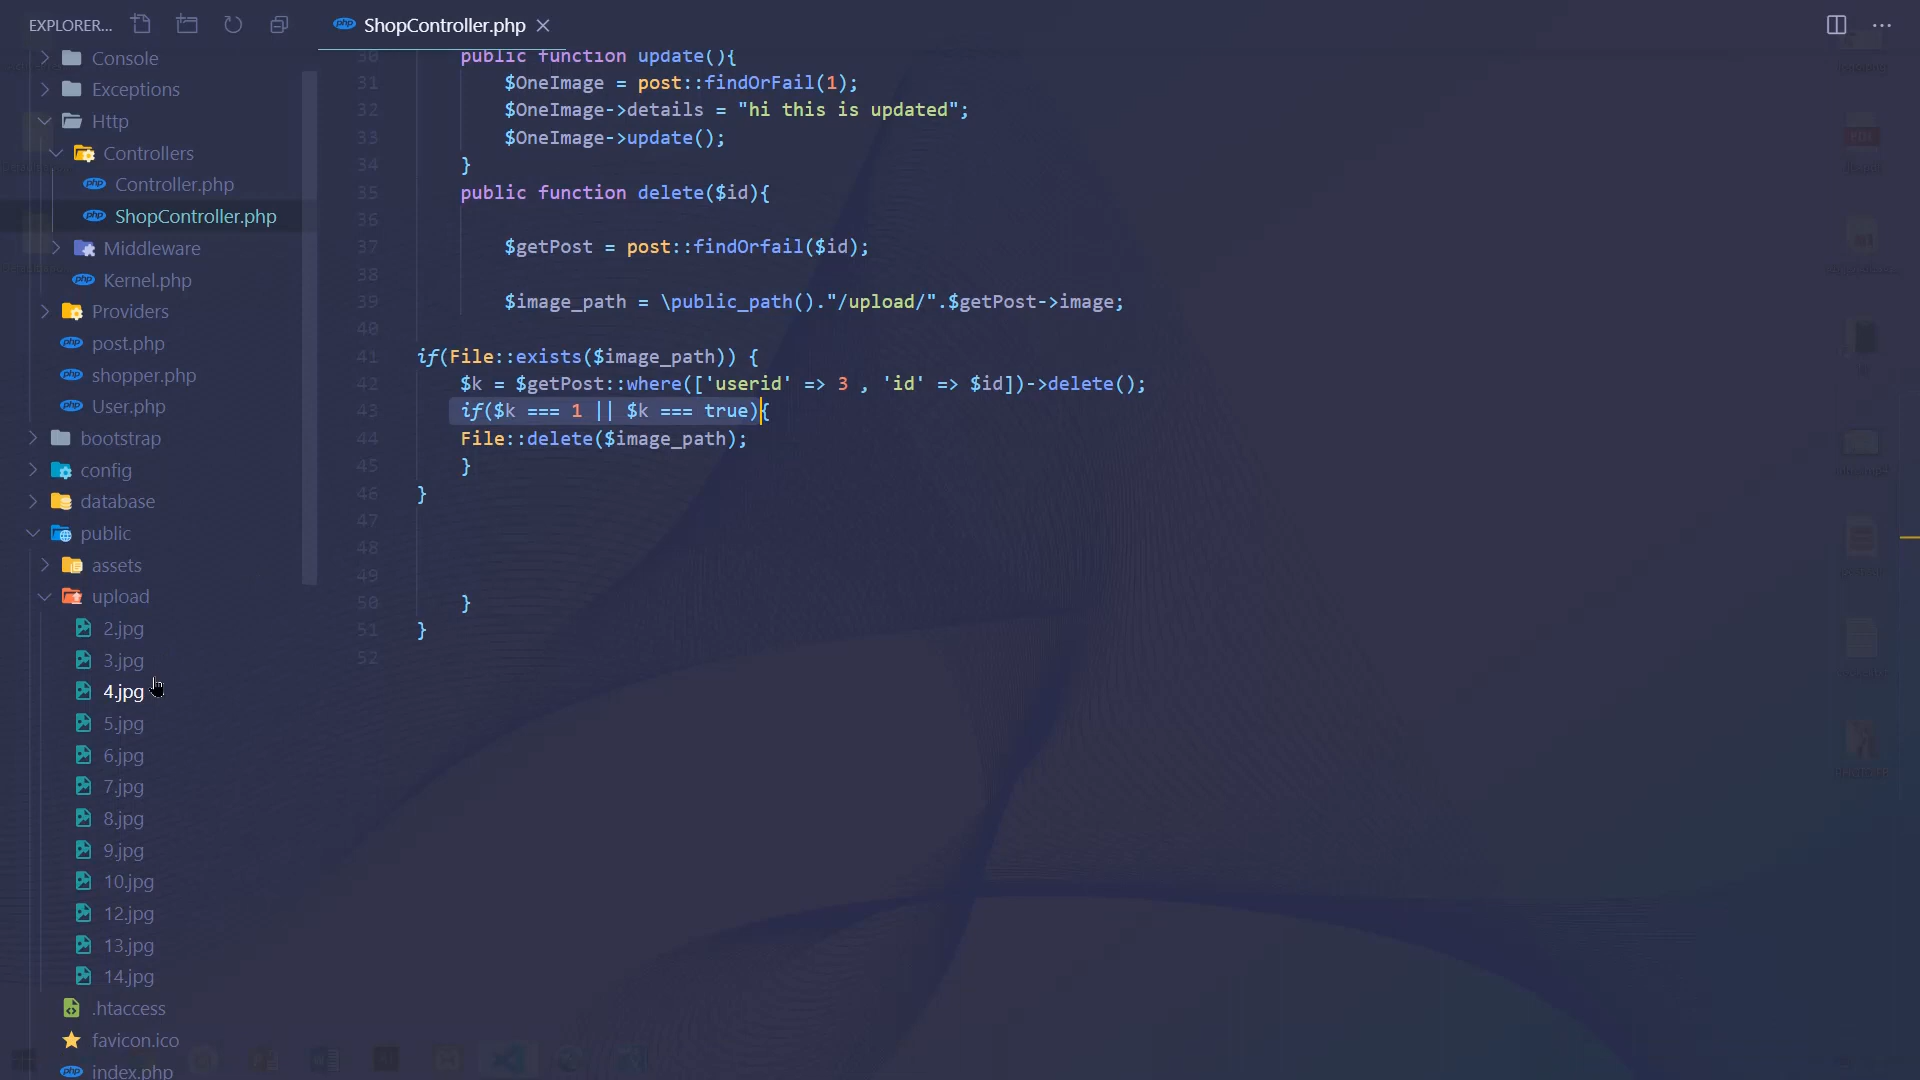 EXPLORER...
ShopController.php
Console
Exceptions
Http
Controllers
Controller.php
ShopController.php
Middleware
Kernel.php
Providers
post.php
shopper.php
User.php
bootstrap
config
database
public
assets
upload
2.jpg
3.jpg
4.jpg
5.jpg
6.jpg
7.jpg
8.jpg
9.jpg
10.jpg
12.jpg
13.jpg
14.jpg
.htaccess
favicon.ico
index.php
30 public function update(){
31 $OneImage = post::findOrFail(1);
32 $OneImage->details = "hi this is updated";
33 $OneImage->update();
34 }
35 public function delete($id){
36
37 $getPost = post::findOrfail($id);
38
39 $image_path = \public_path()."/upload/".$getPost->image;
40
41 if(File::exists($image_path)) {
42 $k = $getPost::where(['userid' => 3 , 'id' => $id])->delete();
43 if($k === 1 || $k === true){
44 File::delete($image_path);
45 }
46 }
47
48
49
50 }
51 }
52